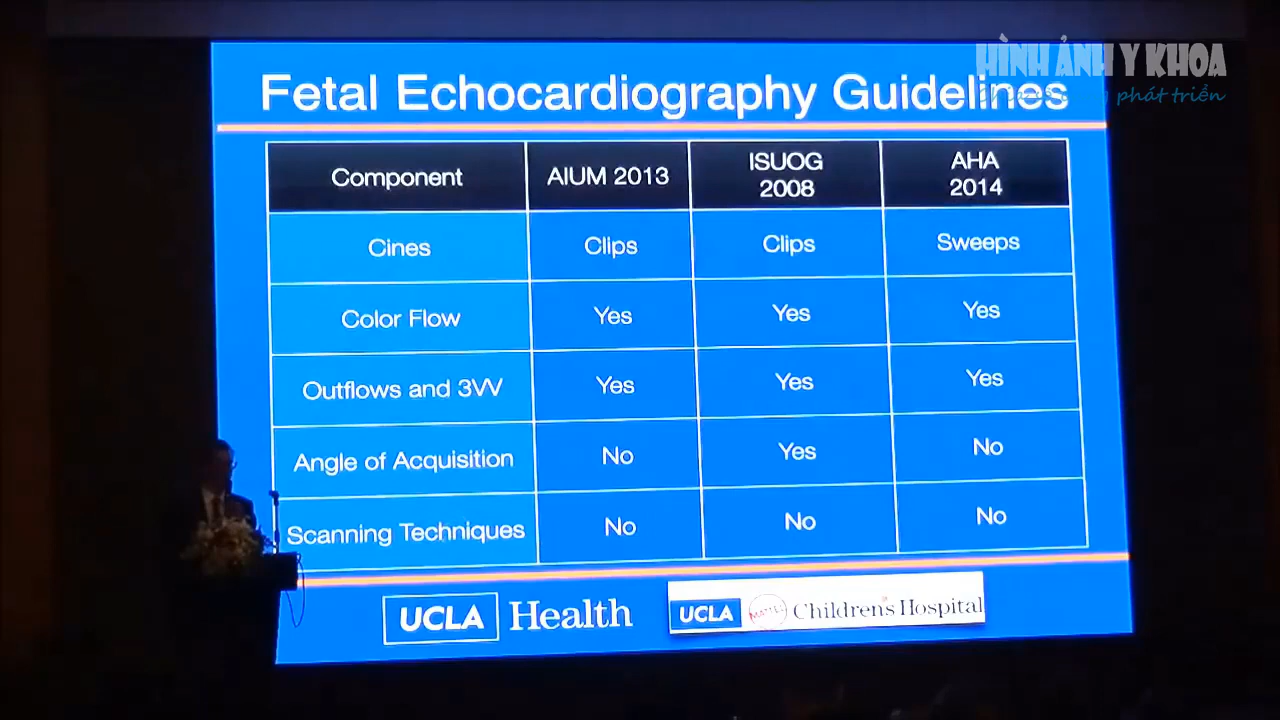 HÌNH ẢNH Y KHOA
phát triển
Fetal Echocardiography Guidelines
Component
AIUM 2013
ISUOG
2008
AHA
2014
Cines
Clips
Clips
Sweeps
Color Flow
Yes
Yes
Yes
Outflows and 3VV
Yes
Yes
Yes
Angle of Acquisition
No
Yes
No
Scanning Techniques
No
No
No
UCLA Health
UCLA MATTEL Children's Hospital